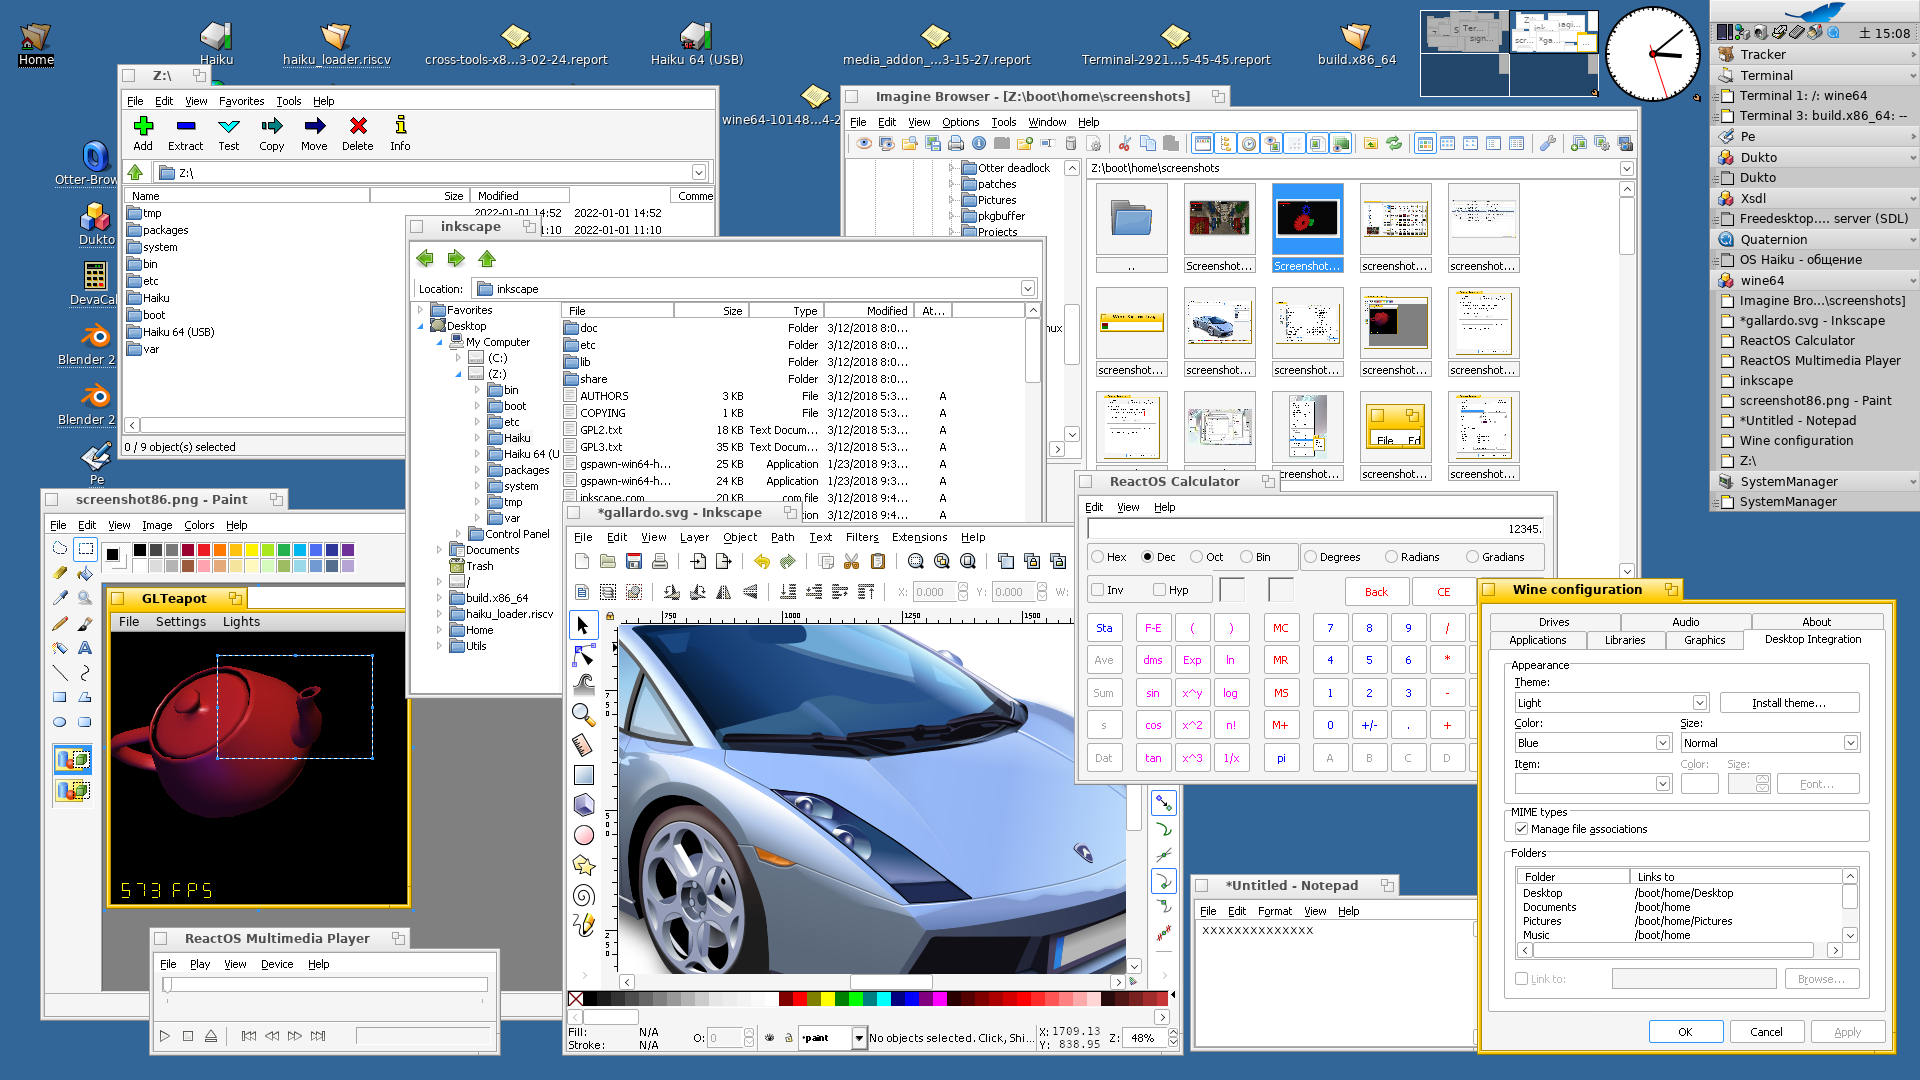 Home
Haiku
haiku_loader.riscv
cross-tools-x8...3-02-24.report
Haiku 64 (USB)
media_addon_...3-15-27.report
Terminal-2921...5-45-45.report
build.x86_64
wine64-10148...4-2
Otter-Brow
Dukto
DevaCal
Blender 2
Blender 2
Pe
Z:\
File Edit View Favorites Tools Help
Add Extract Test Copy Move Delete Info
Z:\
Name Size Modified Comme
tmp 2022-01-01 14:52 2022-01-01 14:52
packages 1:10 2022-01-01 11:10
system
bin
etc
Haiku
boot
Haiku 64 (USB)
var
0 / 9 object(s) selected
inkscape
Location: inkscape
Favorites
Desktop
My Computer
(C:)
(Z:)
bin
boot
etc
Haiku
Haiku 64 (U
packages
system
tmp
var
Control Panel
Documents
Trash
/
build.x86_64
haiku_loader.riscv
Home
Utils
File Size Type Modified At...
doc Folder 3/12/2018 8:0...
etc Folder 3/12/2018 8:0...
lib Folder 3/12/2018 8:0...
share Folder 3/12/2018 8:0...
AUTHORS 3 KB File 3/12/2018 5:3... A
COPYING 1 KB File 3/12/2018 5:3... A
GPL2.txt 18 KB Text Docum... 3/12/2018 5:3... A
GPL3.txt 35 KB Text Docum... 3/12/2018 5:3... A
gspawn-win64-h... 25 KB Application 1/23/2018 9:3... A
gspawn-win64-h... 24 KB Application 1/23/2018 9:3... A
inkscape.com 20 KB com file 3/12/2018 9:4... A
tion 3/12/2018 9:4... A
Imagine Browser - [Z:\boot\home\screenshots]
File Edit View Options Tools Window Help
Otter deadlock
patches
Pictures
pkgbuffer
Projects
nux
Z:\boot\home\screenshots
.. Screenshot... Screenshot... screenshot... screenshot...
screenshot... screenshot... screenshot... screenshot... screenshot...
screenshot... screenshot... creenshot... screenshot... screenshot...
File Ed
screenshot86.png - Paint
File Edit View Image Colors Help
GLTeapot
File Settings Lights
573 FPS
ReactOS Multimedia Player
File Play View Device Help
*gallardo.svg - Inkscape
File Edit View Layer Object Path Text Filters Extensions Help
X: 0.000 Y: 0.000 W:
750 1000 1250 1500
Fill: N/A
Stroke: N/A
O: 0
•paint
No objects selected. Click, Shi...
X: 1709.13
Y: 838.95
Z: 48%
ReactOS Calculator
Edit View Help
12345.
Hex Dec Oct Bin Degrees Radians Gradians
Inv Hyp Back CE
Sta F-E ( ) MC 7 8 9 /
Ave dms Exp ln MR 4 5 6 *
Sum sin x^y log MS 1 2 3 -
s cos x^2 n! M+ 0 +/- . +
Dat tan x^3 1/x pi A B C D
*Untitled - Notepad
File Edit Format View Help
xxxxxxxxxxxxxx
Wine configuration
Drives Audio About
Applications Libraries Graphics Desktop Integration
Appearance
Theme:
Light Install theme...
Color: Size:
Blue Normal
Item: Color: Size:
Font...
MIME types
Manage file associations
Folders
Folder Links to
Desktop /boot/home/Desktop
Documents /boot/home
Pictures /boot/home/Pictures
Music /boot/home
Link to: Browse...
OK Cancel Apply
土 15:08
Tracker
Terminal
Terminal 1: /: wine64
Terminal 3: build.x86_64: --
Pe
Dukto
Dukto
Xsdl
Freedesktop.... server (SDL)
Quaternion
OS Haiku - общение
wine64
Imagine Bro...\screenshots]
*gallardo.svg - Inkscape
ReactOS Calculator
ReactOS Multimedia Player
inkscape
screenshot86.png - Paint
*Untitled - Notepad
Wine configuration
Z:\
SystemManager
SystemManager